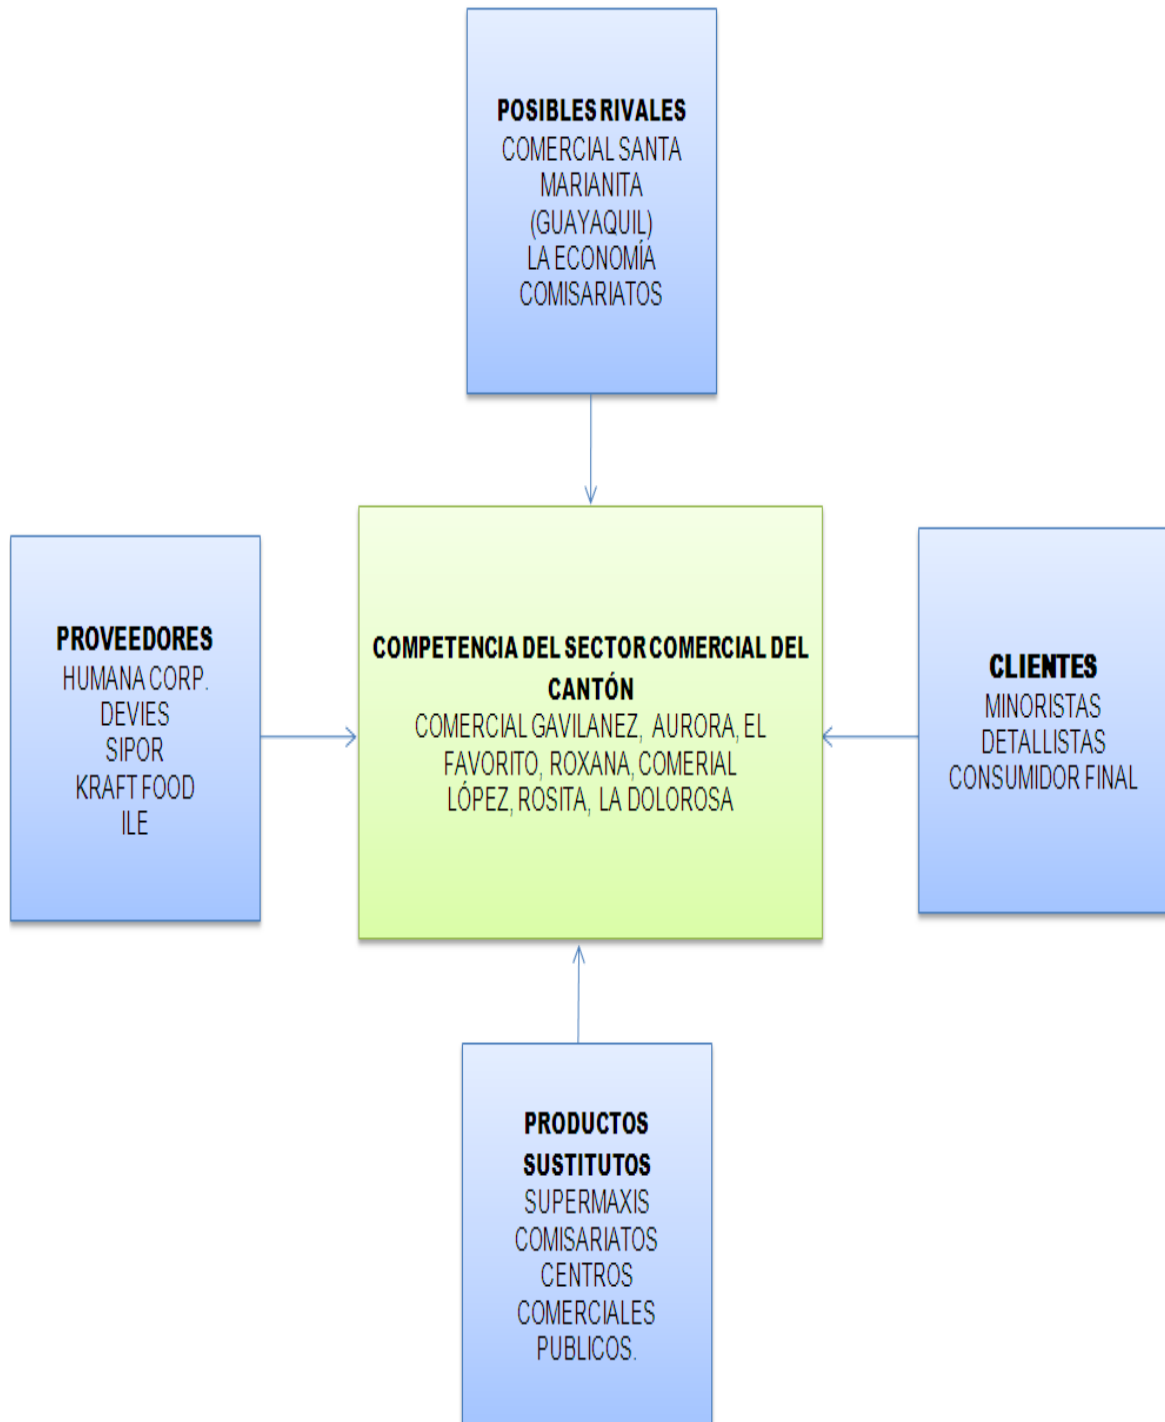 POSIBLES RIVALES
COMERCIAL SANTA
MARIANITA
(GUAYAQUIL)
LA ECONOMÍA
COMISARIATOS
PROVEEDORES
HUMANA CORP.
DEVIES
SIPOR
KRAFT FOOD
ILE
COMPETENCIA DEL SECTOR COMERCIAL DEL
CANTÓN
COMERCIAL GAVILANEZ, AURORA, EL
FAVORITO, ROXANA, COMERIAL
LÓPEZ, ROSITA, LA DOLOROSA
CLIENTES
MINORISTAS
DETALLISTAS
CONSUMIDOR FINAL
PRODUCTOS
SUSTITUTOS
SUPERMAXIS
COMISARIATOS
CENTROS
COMERCIALES
PUBLICOS.